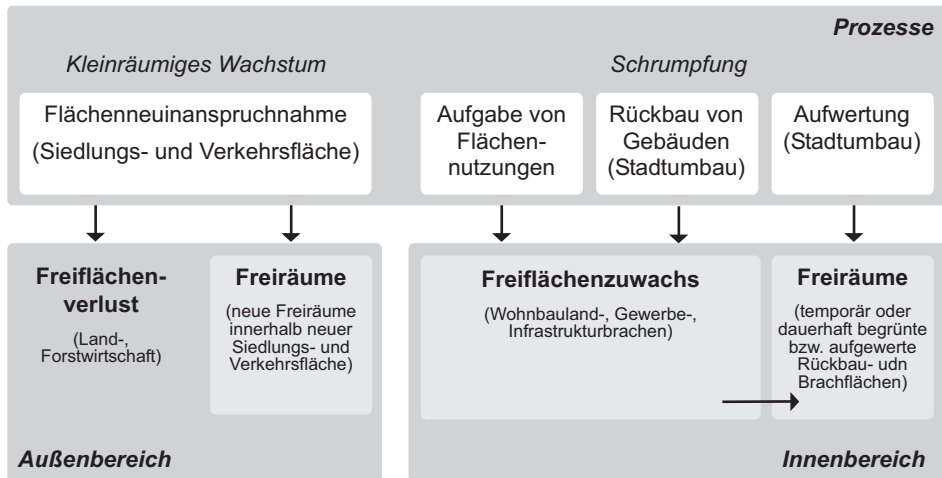 Prozesse
Kleinräumiges Wachstum
Schrumpfung
Flächenneuinanspruchnahme
(Siedlungs- und Verkehrsfläche)
Aufgabe von
Flächen-
nutzungen
Rückbau von
Gebäuden
(Stadtumbau)
Aufwertung
(Stadtumbau)
Freiflächen-
verlust
(Land-,
Forstwirtschaft)
Freiräume
(neue Freiräume
innerhalb neuer
Siedlungs- und
Verkehrsfläche)
Außenbereich
Freiflächenzuwachs
(Wohnbauland-, Gewerbe-,
Infrastrukturbrachen)
Freiräume
(temporär oder
dauerhaft begrünte
bzw. aufgewerte
Rückbau- udn
Brachflächen)
Innenbereich